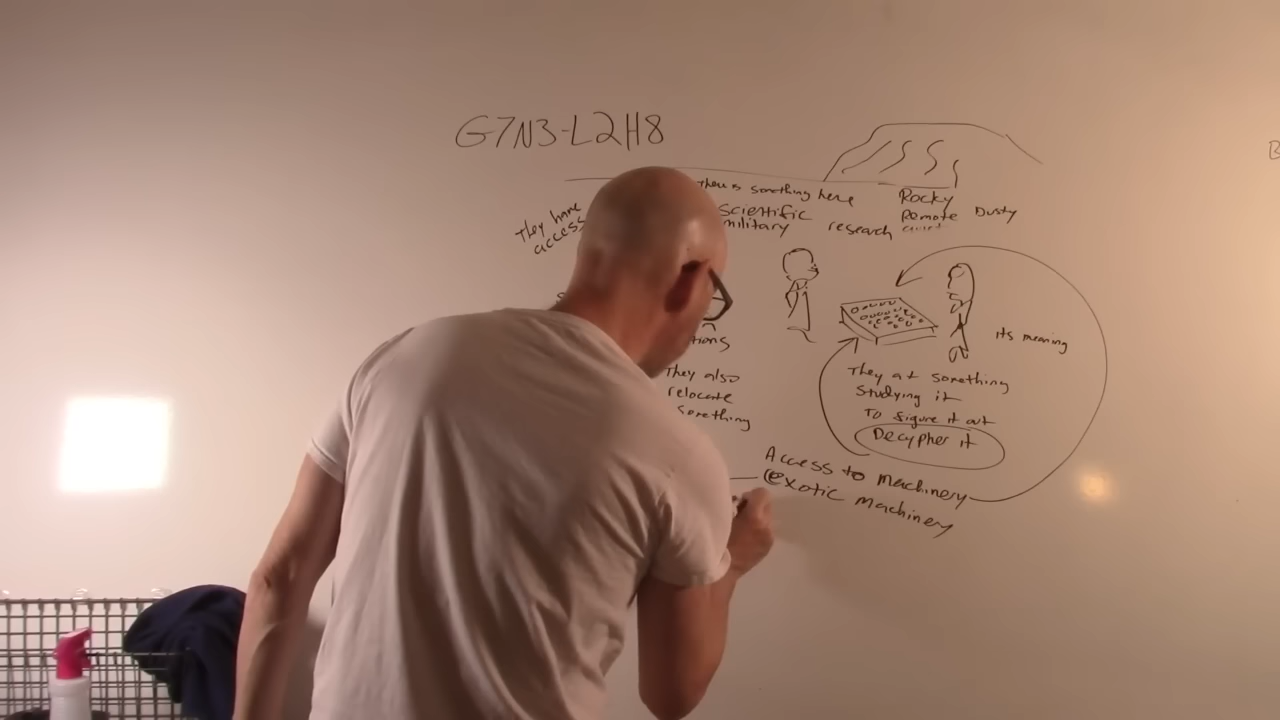 G7N3-L2H8
There is something here
Scientific
military research
Rocky
Remote Dusty
They have
access
tions
They also
relocate
something
its meaning
They at something
Studying it
To figure it out
Decypher it
Access to machinery
exotic machinery